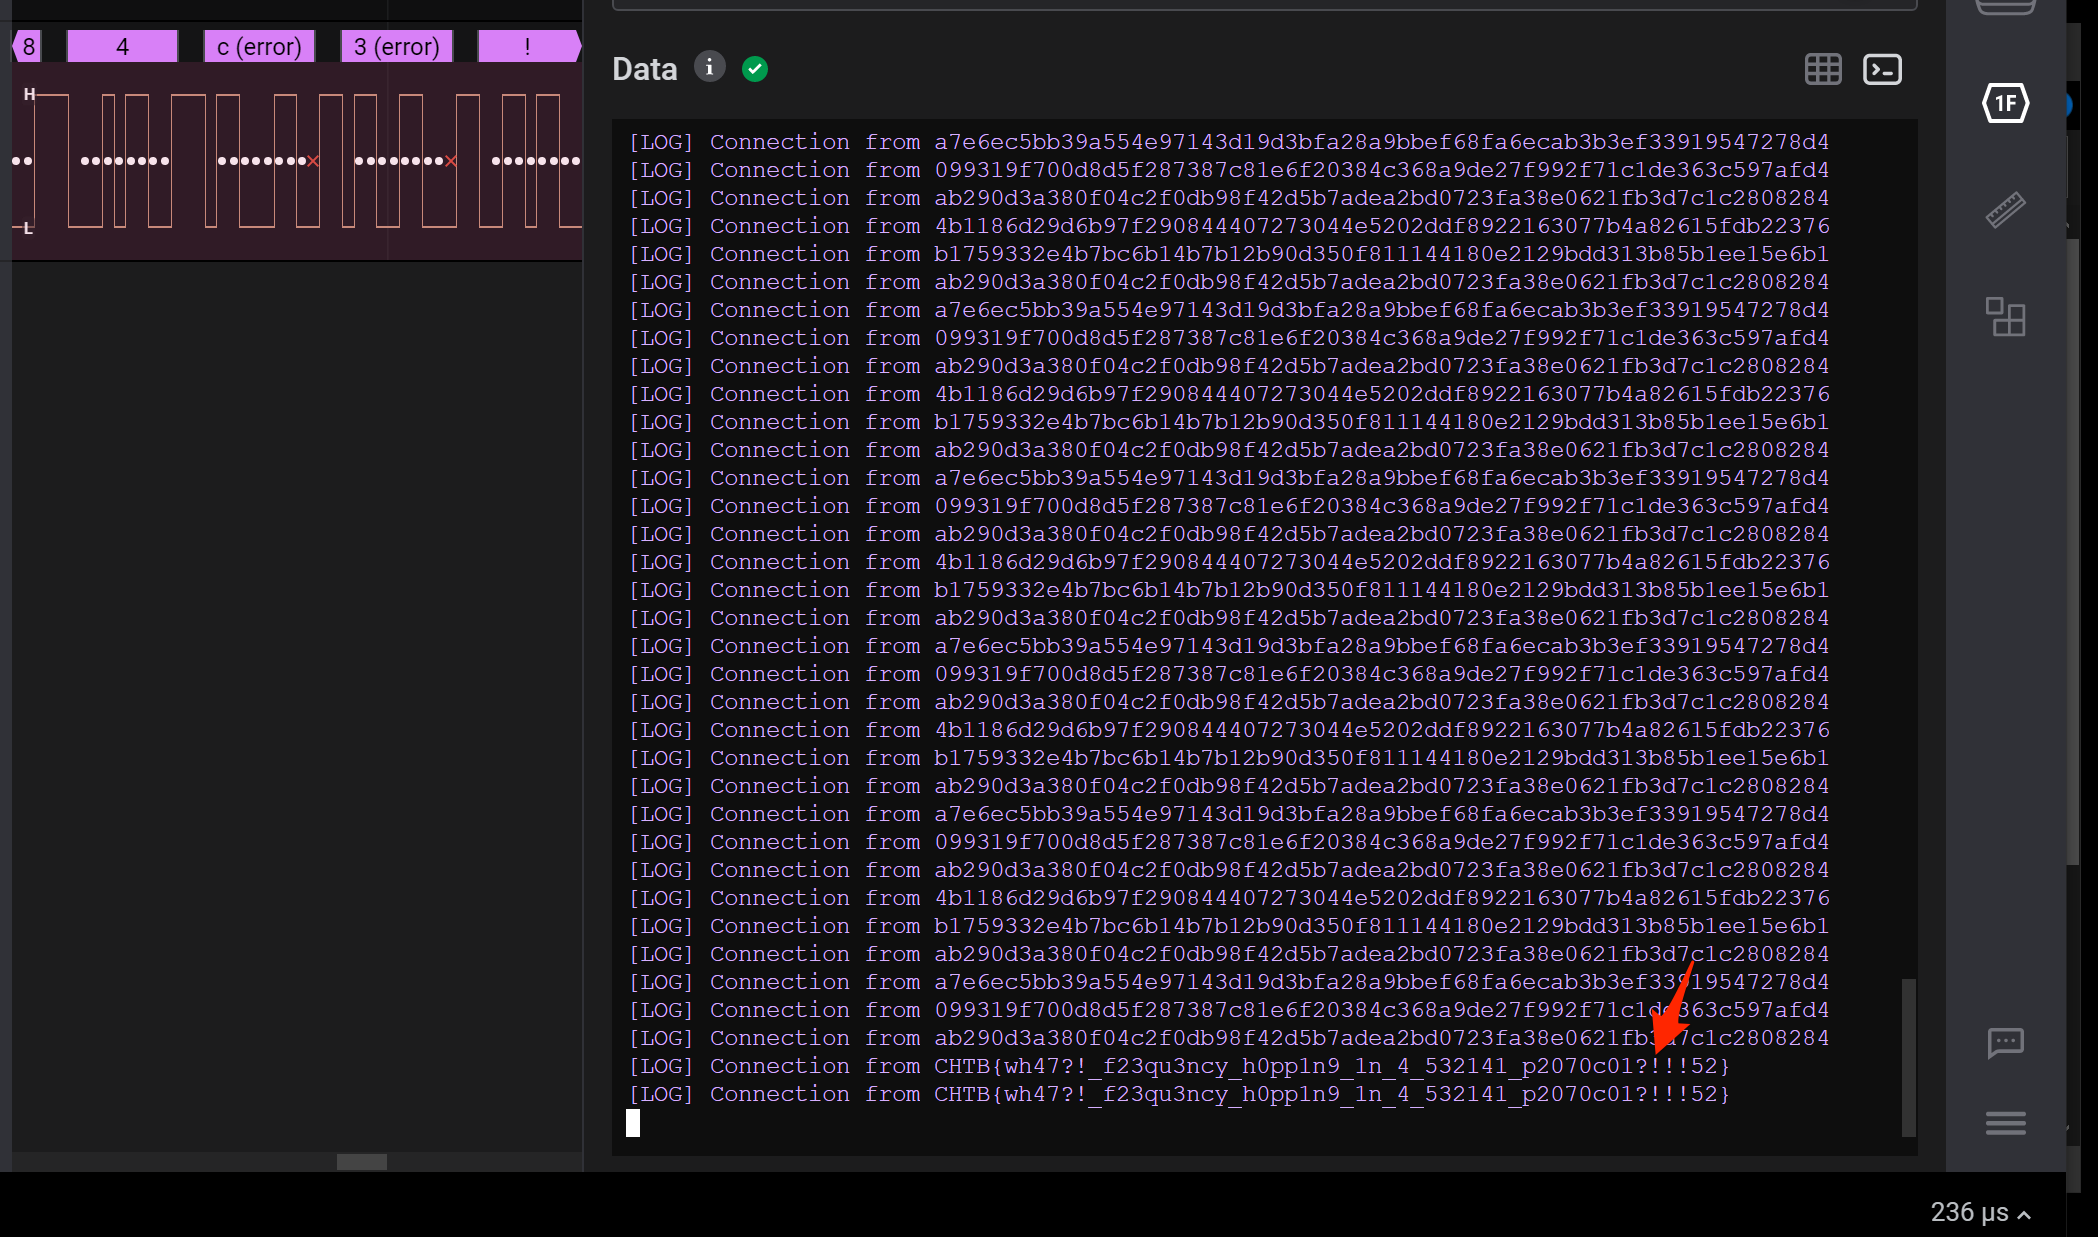 8 4 c (error) 3 (error) !
H
L
Data
[LOG] Connection from a7e6ec5bb39a554e97143d19d3bfa28a9bbef68fa6ecab3b3ef33919547278d4
[LOG] Connection from 099319f700d8d5f287387c81e6f20384c368a9de27f992f71c1de363c597afd4
[LOG] Connection from ab290d3a380f04c2f0db98f42d5b7adea2bd0723fa38e0621fb3d7c1c2808284
[LOG] Connection from 4b1186d29d6b97f290844407273044e5202ddf8922163077b4a82615fdb22376
[LOG] Connection from b1759332e4b7bc6b14b7b12b90d350f811144180e2129bdd313b85b1ee15e6b1
[LOG] Connection from ab290d3a380f04c2f0db98f42d5b7adea2bd0723fa38e0621fb3d7c1c2808284
[LOG] Connection from a7e6ec5bb39a554e97143d19d3bfa28a9bbef68fa6ecab3b3ef33919547278d4
[LOG] Connection from 099319f700d8d5f287387c81e6f20384c368a9de27f992f71c1de363c597afd4
[LOG] Connection from ab290d3a380f04c2f0db98f42d5b7adea2bd0723fa38e0621fb3d7c1c2808284
[LOG] Connection from 4b1186d29d6b97f290844407273044e5202ddf8922163077b4a82615fdb22376
[LOG] Connection from b1759332e4b7bc6b14b7b12b90d350f811144180e2129bdd313b85b1ee15e6b1
[LOG] Connection from ab290d3a380f04c2f0db98f42d5b7adea2bd0723fa38e0621fb3d7c1c2808284
[LOG] Connection from a7e6ec5bb39a554e97143d19d3bfa28a9bbef68fa6ecab3b3ef33919547278d4
[LOG] Connection from 099319f700d8d5f287387c81e6f20384c368a9de27f992f71c1de363c597afd4
[LOG] Connection from ab290d3a380f04c2f0db98f42d5b7adea2bd0723fa38e0621fb3d7c1c2808284
[LOG] Connection from 4b1186d29d6b97f290844407273044e5202ddf8922163077b4a82615fdb22376
[LOG] Connection from b1759332e4b7bc6b14b7b12b90d350f811144180e2129bdd313b85b1ee15e6b1
[LOG] Connection from ab290d3a380f04c2f0db98f42d5b7adea2bd0723fa38e0621fb3d7c1c2808284
[LOG] Connection from a7e6ec5bb39a554e97143d19d3bfa28a9bbef68fa6ecab3b3ef33919547278d4
[LOG] Connection from 099319f700d8d5f287387c81e6f20384c368a9de27f992f71c1de363c597afd4
[LOG] Connection from ab290d3a380f04c2f0db98f42d5b7adea2bd0723fa38e0621fb3d7c1c2808284
[LOG] Connection from 4b1186d29d6b97f290844407273044e5202ddf8922163077b4a82615fdb22376
[LOG] Connection from b1759332e4b7bc6b14b7b12b90d350f811144180e2129bdd313b85b1ee15e6b1
[LOG] Connection from ab290d3a380f04c2f0db98f42d5b7adea2bd0723fa38e0621fb3d7c1c2808284
[LOG] Connection from a7e6ec5bb39a554e97143d19d3bfa28a9bbef68fa6ecab3b3ef33919547278d4
[LOG] Connection from 099319f700d8d5f287387c81e6f20384c368a9de27f992f71c1de363c597afd4
[LOG] Connection from ab290d3a380f04c2f0db98f42d5b7adea2bd0723fa38e0621fb3d7c1c2808284
[LOG] Connection from 4b1186d29d6b97f290844407273044e5202ddf8922163077b4a82615fdb22376
[LOG] Connection from b1759332e4b7bc6b14b7b12b90d350f811144180e2129bdd313b85b1ee15e6b1
[LOG] Connection from ab290d3a380f04c2f0db98f42d5b7adea2bd0723fa38e0621fb3d7c1c2808284
[LOG] Connection from a7e6ec5bb39a554e97143d19d3bfa28a9bbef68fa6ecab3b3ef33919547278d4
[LOG] Connection from 099319f700d8d5f287387c81e6f20384c368a9de27f992f71c1de363c597afd4
[LOG] Connection from ab290d3a380f04c2f0db98f42d5b7adea2bd0723fa38e0621fb3d7c1c2808284
[LOG] Connection from CHTB{wh47?!_f23qu3ncy_h0pp1n9_1n_4_532141_p2070c01?!!!52}
[LOG] Connection from CHTB{wh47?!_f23qu3ncy_h0pp1n9_1n_4_532141_p2070c01?!!!52}
1F
236 µs